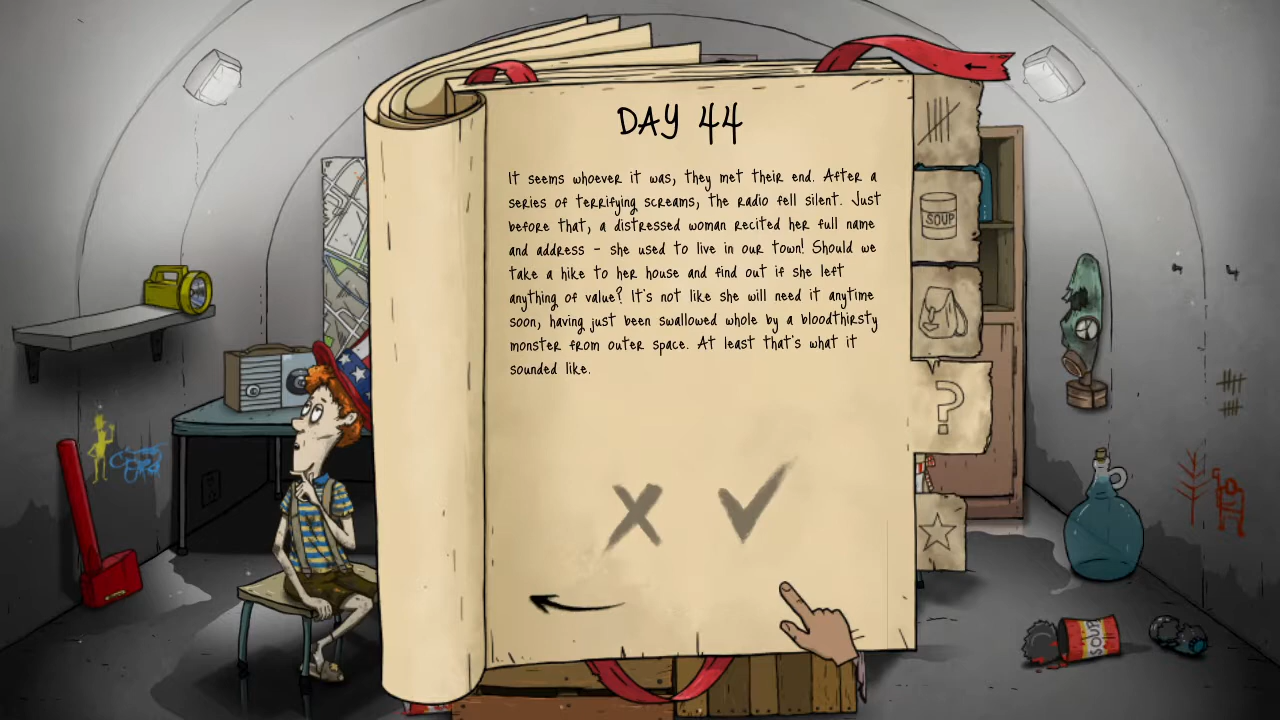 DAY 44
It seems whoever it was, they met their end. After a
series of terrifying screams, the radio fell silent. Just
before that, a distressed woman recited her full name
and address - she used to live in our town! Should we
take a hike to her house and find out if she left
anything of value? It's not like she will need it anytime
soon, having just been swallowed whole by a bloodthirsty
monster from outer space. At least that's what it
sounded like.
SOUP
?
SOUP